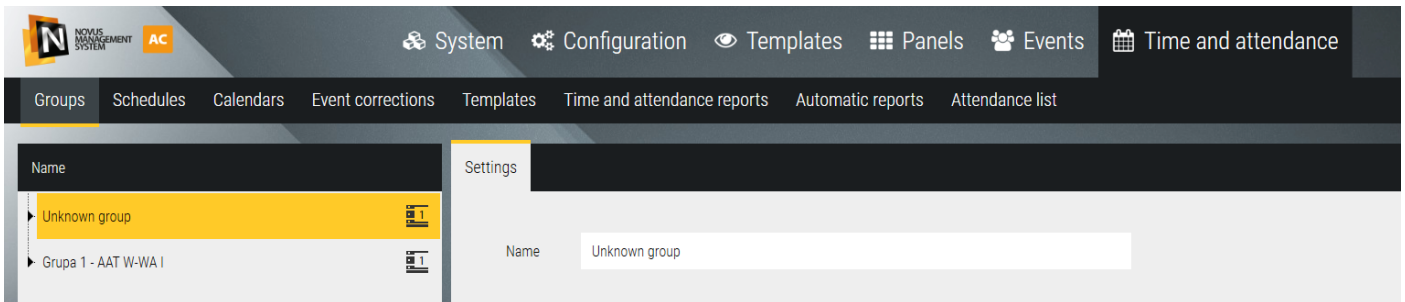 NOVUS
MANAGEMENT
SYSTEM
AC
System Configuration Templates Panels Events Time and attendance
Groups Schedules Calendars Event corrections Templates Time and attendance reports Automatic reports Attendance list
Name
Settings
Unknown group 1
Name Unknown group
Grupa 1 - AAT W-WA I 1